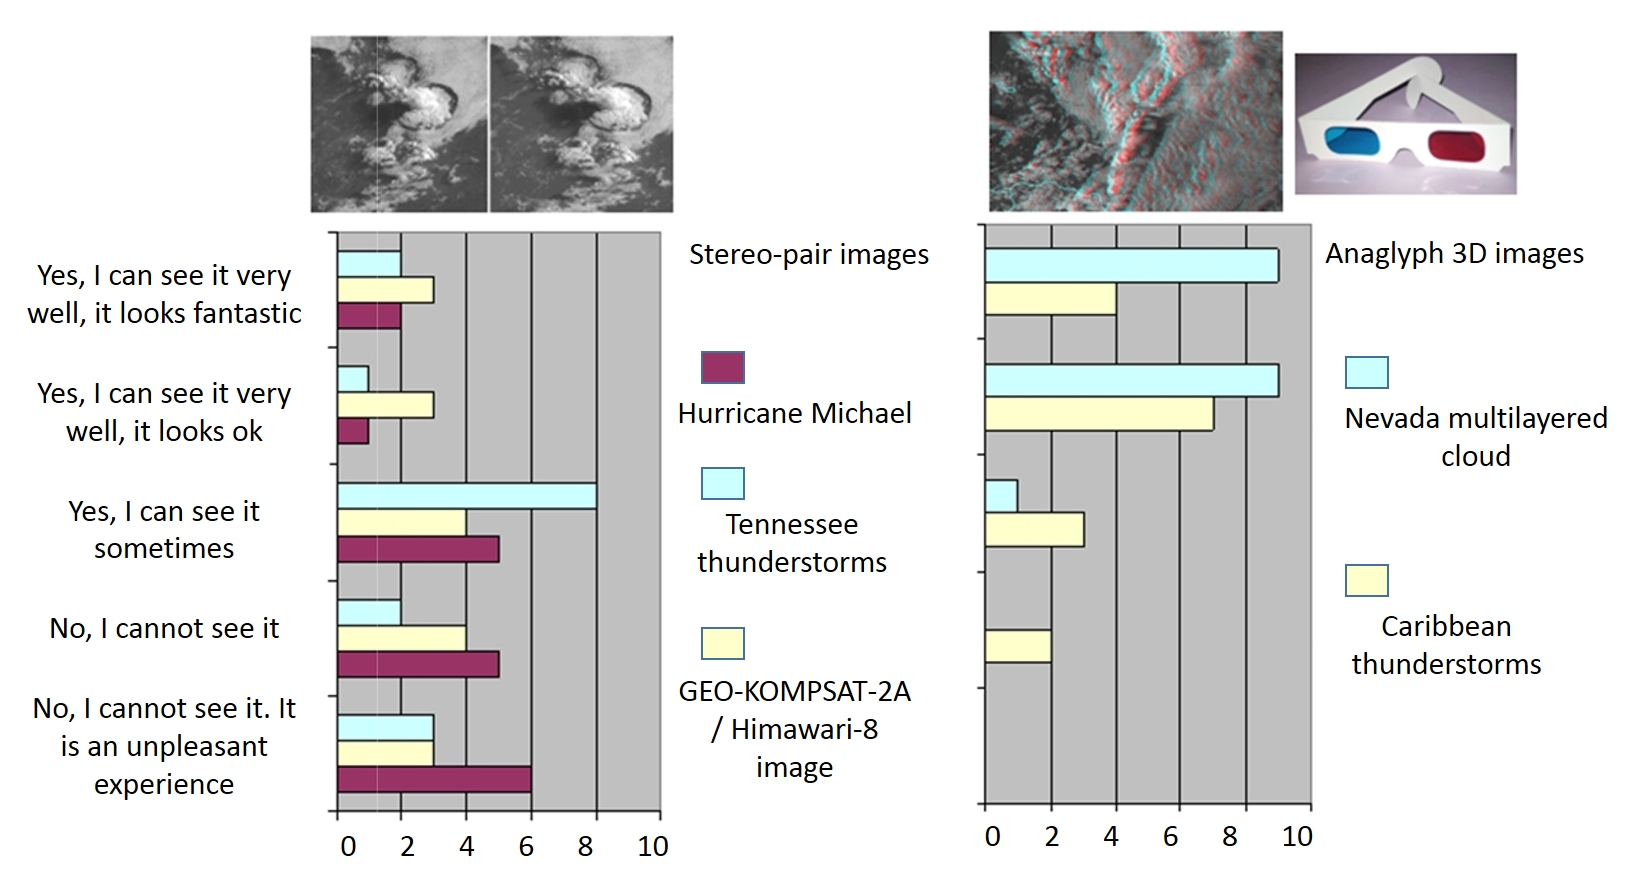 Stereo-pair images
Anaglyph 3D images
Yes, I can see it very
well, it looks fantastic
Yes, I can see it very
well, it looks ok
Yes, I can see it
sometimes
No, I cannot see it
No, I cannot see it. It
is an unpleasant
experience
0 2 4 6 8 10
Hurricane Michael
Tennessee
thunderstorms
GEO-KOMPSAT-2A
/ Himawari-8
image
0 2 4 6 8 10
Nevada multilayered
cloud
Caribbean
thunderstorms